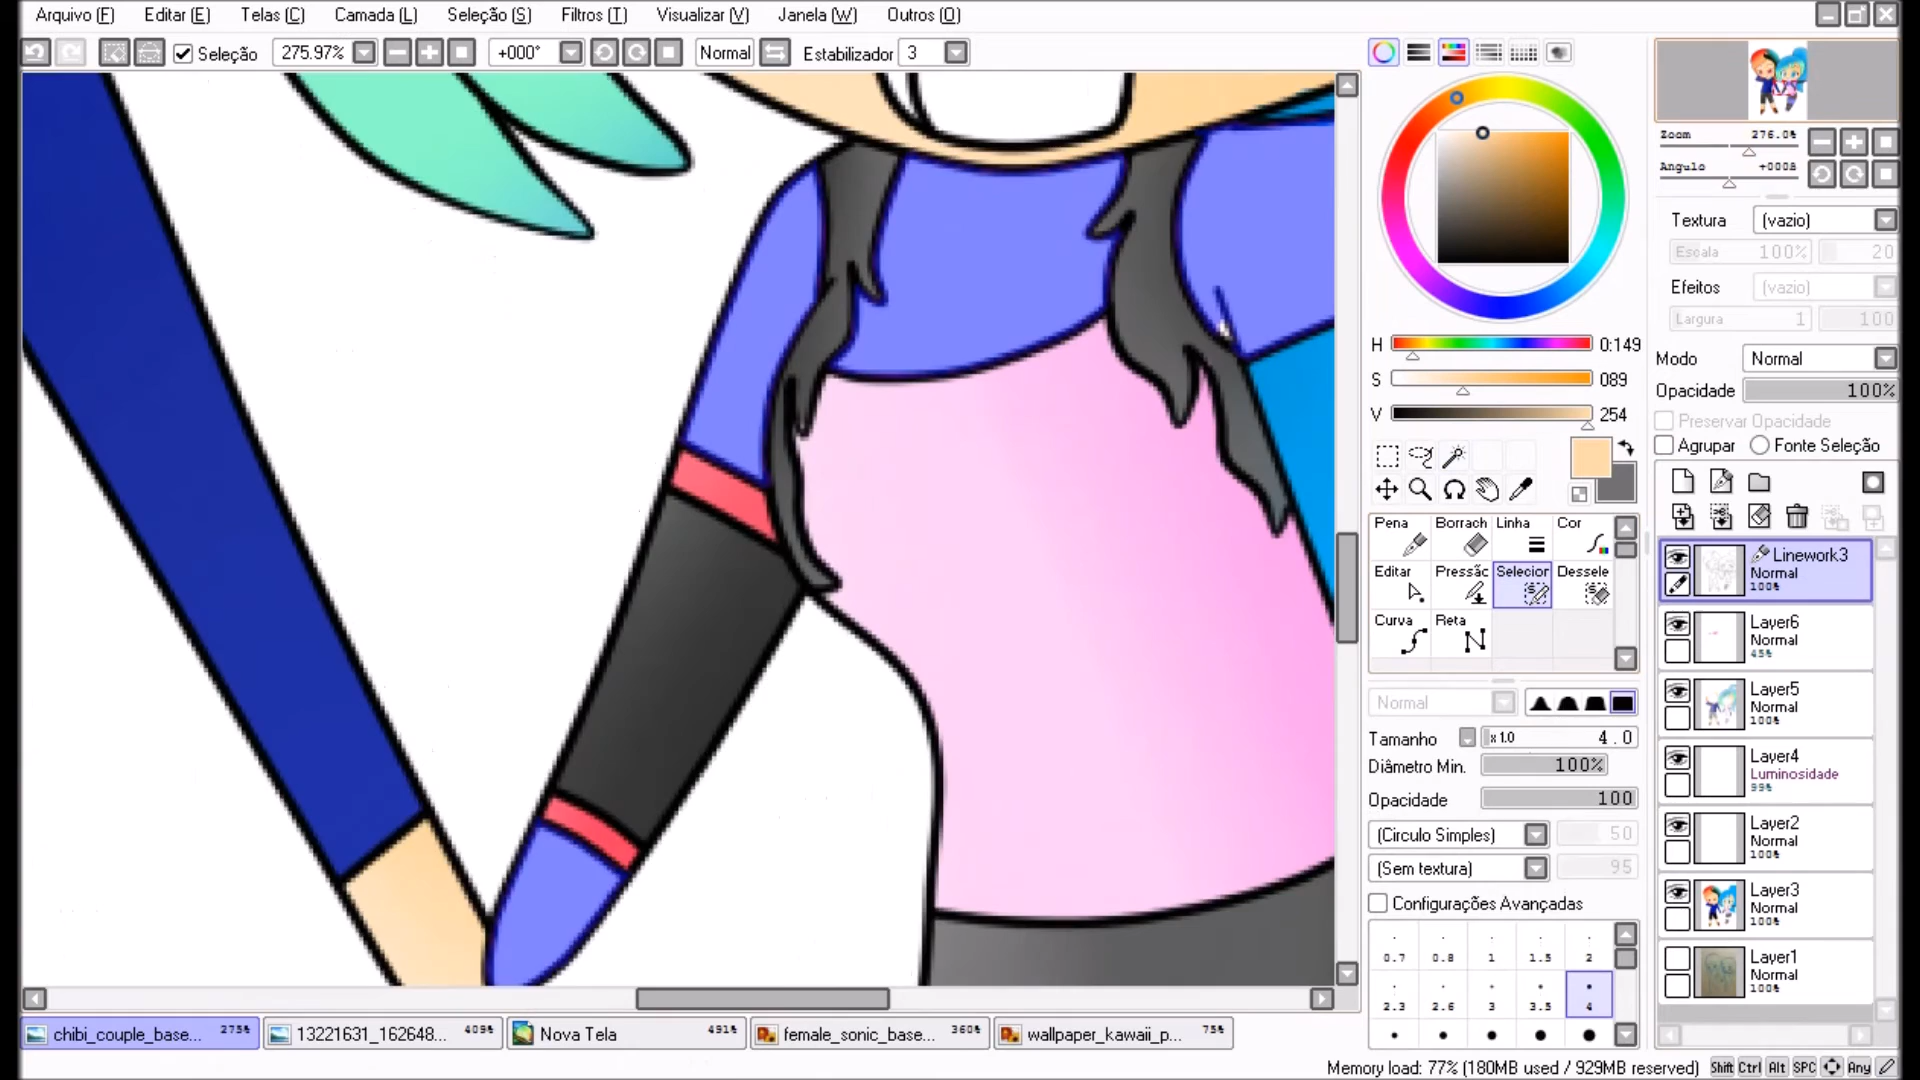 Arquivo (F) Editar (E) Telas (C) Camada (L) Seleção (S) Filtros (T) Visualizar (V) Janela (W) Outros (O)
Seleção 275.97% +000° Normal Estabilizador 3
Zoom 276.0%
Angulo +000a
Textura (vazio)
Escala 100% 20
Efeitos (vazio)
Largura 1 100
H 0:149
S 089
V 254
Modo Normal
Opacidade 100%
Preservar Opacidade
Agrupar Fonte Seleção
Pena Borrach Linha Cor
Editar Pressãc Selecior Dessele
Curva Reta
Normal
Tamanho x 1.0 4.0
Diâmetro Min. 100%
Opacidade 100
(Circulo Simples) 50
(Sem textura) 95
Configurações Avançadas
0.7 0.8 1 1.5 2
2.3 2.6 3 3.5 4
Linework3
Normal
100%
Layer6
Normal
45%
Layer5
Normal
100%
Layer4
Luminosidade
99%
Layer2
Normal
100%
Layer3
Normal
100%
Layer1
Normal
100%
chibi_couple_base... 275% 13221631_162648... 409% Nova Tela 491% female_sonic_base... 360% wallpaper_kawaii_p... 75%
Memory load: 77% (180MB used / 929MB reserved) Shift Ctrl Alt SPC Any